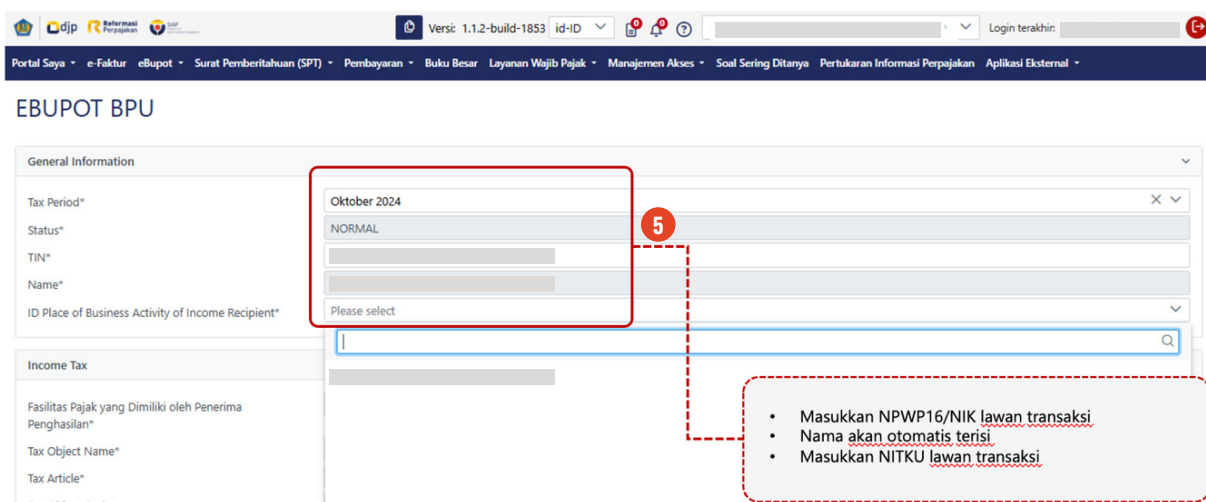 djp Reformasi Perpajakan SIAP Versi: 1.1.2-build-1853 id-ID 0 0 ? Login terakhir:
Portal Saya e-Faktur eBupot Surat Pemberitahuan (SPT) Pembayaran Buku Besar Layanan Wajib Pajak Manajemen Akses Soal Sering Ditanya Pertukaran Informasi Perpajakan Aplikasi Eksternal
EBUPOT BPU
General Information
Tax Period* Oktober 2024
Status* NORMAL
5
TIN*
Name*
ID Place of Business Activity of Income Recipient* Please select
Income Tax
Fasilitas Pajak yang Dimiliki oleh Penerima
Penghasilan*
Tax Object Name*
Tax Article*
• Masukkan NPWP16/NIK lawan transaksi
• Nama akan otomatis terisi
• Masukkan NITKU lawan transaksi